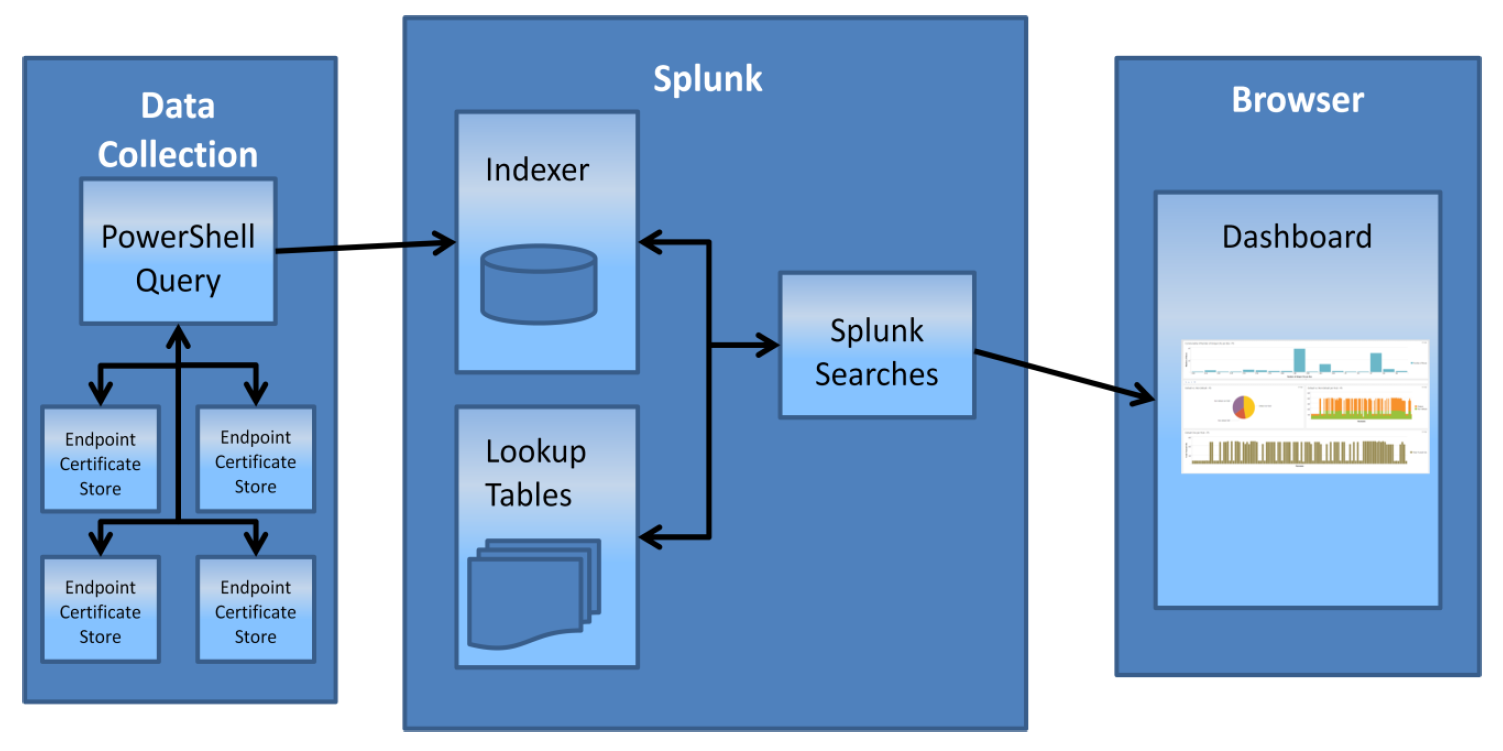 Data
Collection
PowerShell
Query
Endpoint
Certificate
Store
Endpoint
Certificate
Store
Endpoint
Certificate
Store
Endpoint
Certificate
Store
Splunk
Indexer
Lookup
Tables
Splunk
Searches
Browser
Dashboard